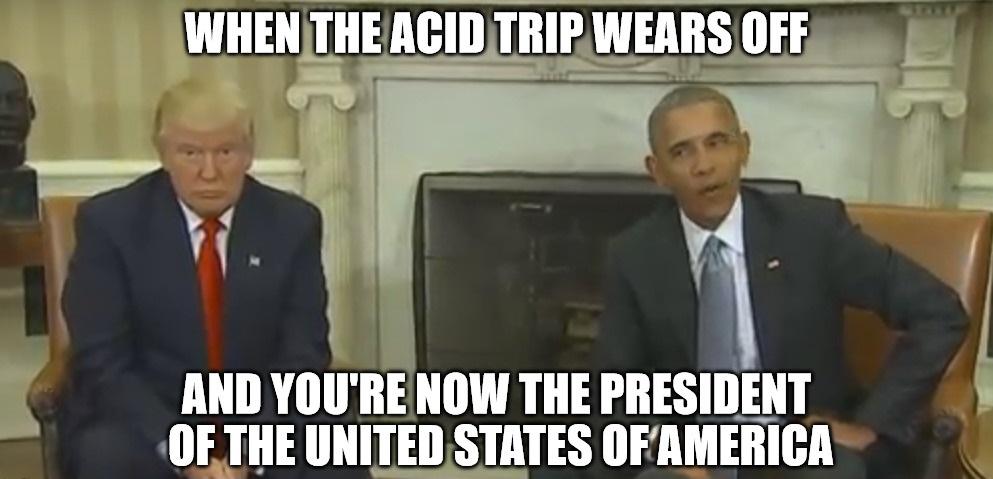 WHEN THE ACID TRIP WEARS OFF
AND YOU'RE NOW THE PRESIDENT
OF THE UNITED STATES OF AMERICA